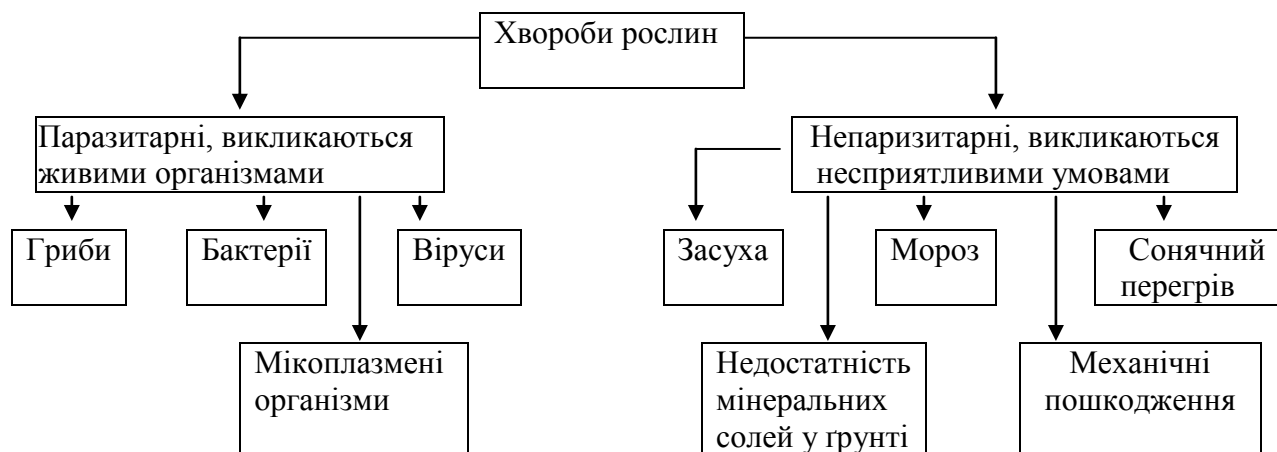 Хвороби рослин
Паразитарні, викликаються
живими організмами
Непаризитарні, викликаються
несприятливими умовами
Гриби
Бактерії
Віруси
Засуха
Мороз
Сонячний
перегрів
Мікоплазмені
організми
Недостатність
мінеральних
солей у ґрунті
Механічні
пошкодження